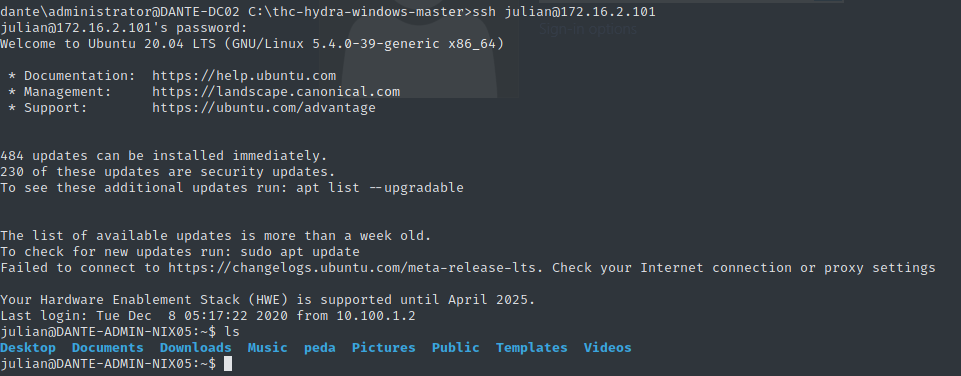 dante\administrator@DANTE-DC02 C:\thc-hydra-windows-master>ssh julian@172.16.2.101
julian@172.16.2.101's password:
Sign-in options
Welcome to Ubuntu 20.04 LTS (GNU/Linux 5.4.0-39-generic x86_64)
* Documentation:  https://help.ubuntu.com
* Management:     https://landscape.canonical.com
* Support:        https://ubuntu.com/advantage
484 updates can be installed immediately.
230 of these updates are security updates.
To see these additional updates run: apt list --upgradable
The list of available updates is more than a week old.
To check for new updates run: sudo apt update
Failed to connect to https://changelogs.ubuntu.com/meta-release-lts. Check your Internet connection or proxy settings
Your Hardware Enablement Stack (HWE) is supported until April 2025.
Last login: Tue Dec  8 05:17:22 2020 from 10.100.1.2
julian@DANTE-ADMIN-NIX05:~$ ls
Desktop  Documents  Downloads  Music  peda  Pictures  Public  Templates  Videos
julian@DANTE-ADMIN-NIX05:~$